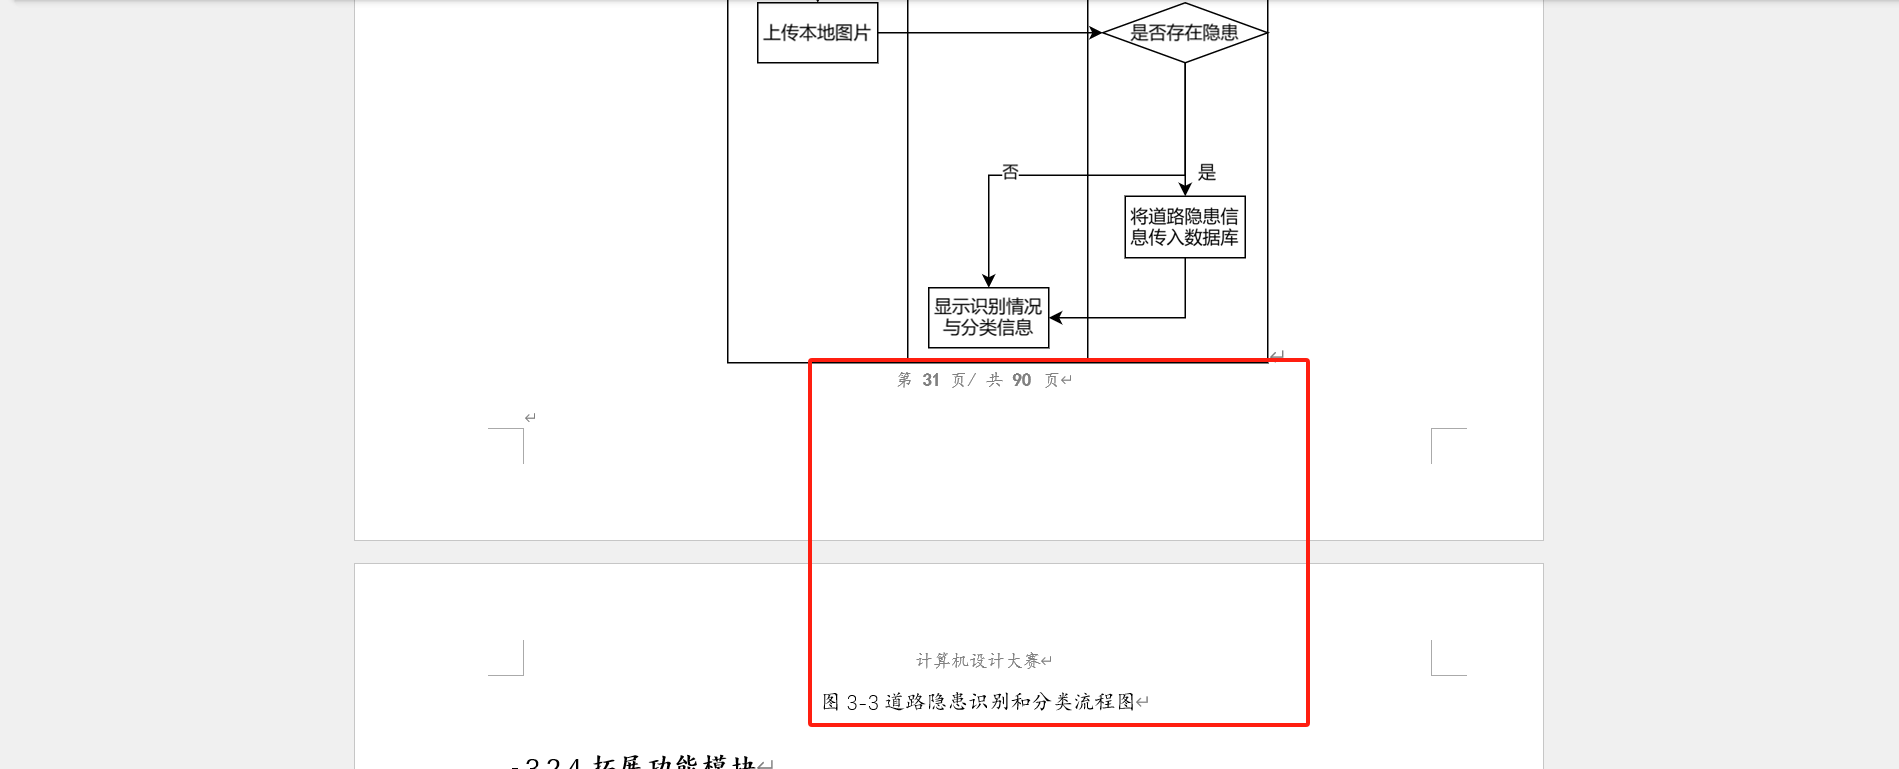 上传本地图片
是否存在隐患
否
是
将道路隐患信
息传入数据库
显示识别情况
与分类信息
第 31 页/ 共 90 页
计算机设计大赛
图 3-3 道路隐患识别和分类流程图
3.2.4 拓展功能模块